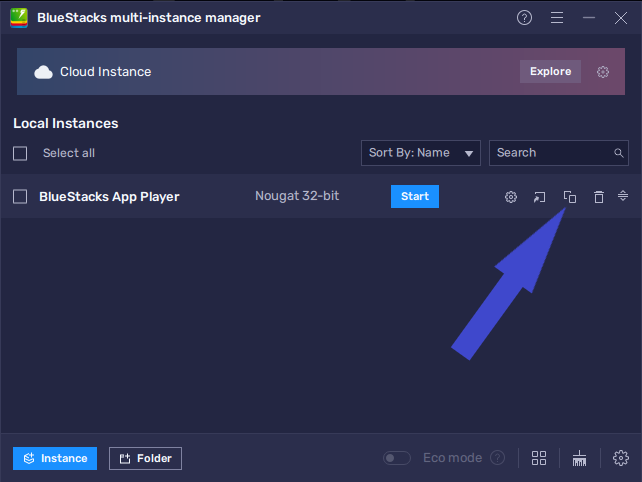 BlueStacks multi-instance manager
Cloud Instance
Explore
Local Instances
Select all
Sort By: Name
Search
BlueStacks App Player
Nougat 32-bit
Start
Instance
Folder
Eco mode